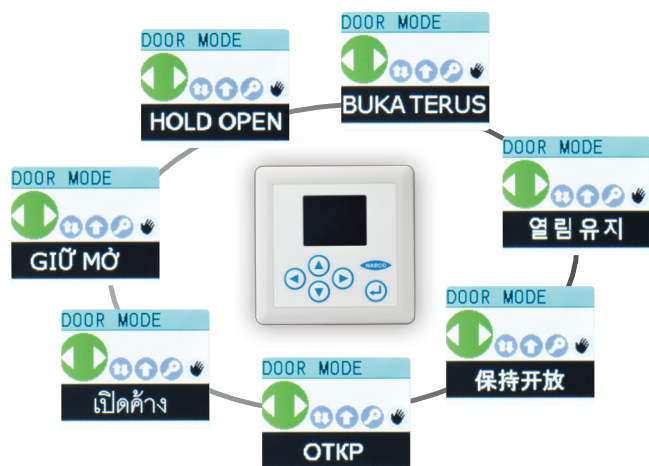 DOOR MODE
HOLD OPEN
DOOR MODE
BUKA TERUS
DOOR MODE
열림유지
DOOR MODE
保持开放
DOOR MODE
ОТКР
DOOR MODE
เปิดค้าง
DOOR MODE
GIỮ MỞ
NABCO